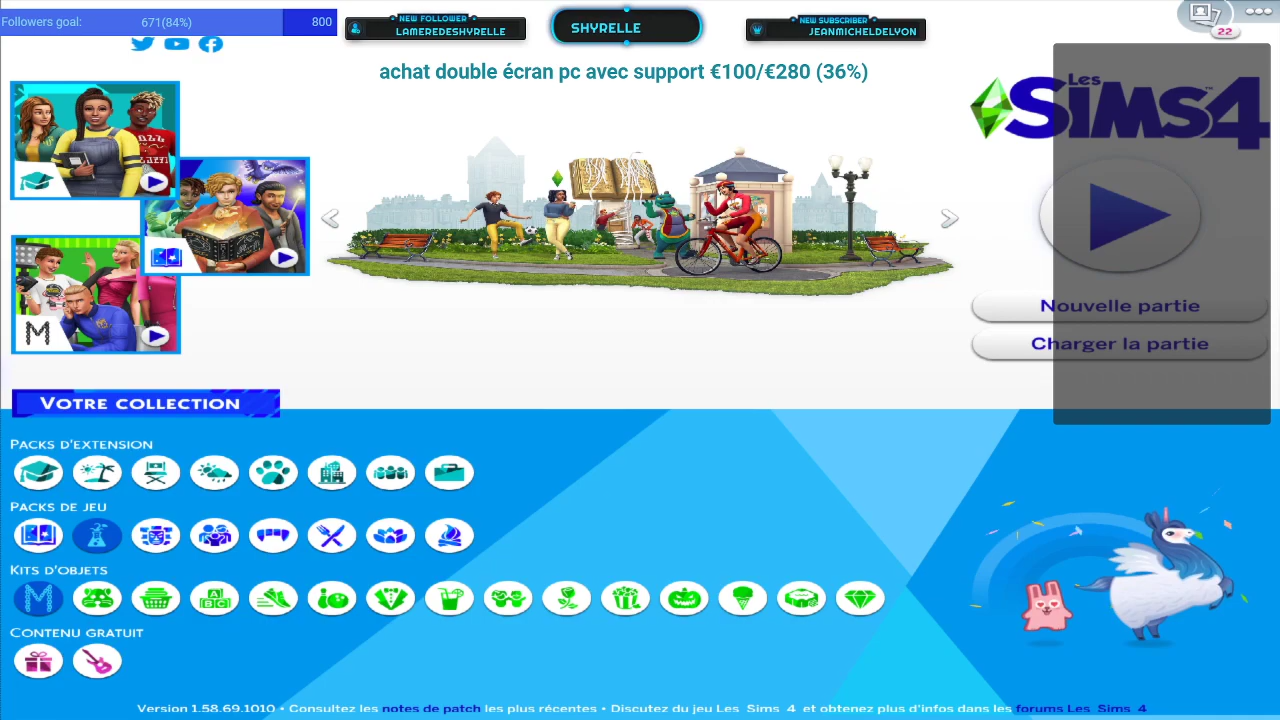 Followers goal: 671(84%) 800
NEW FOLLOWER
LAMEREDESHYRELLE
SHYRELLE
NEW SUBSCRIBER
JEANMICHELDELYON
22
achat double écran pc avec support €100/€280 (36%)
Les
SiMS4
™
M
Nouvelle partie
Charger la partie
VOTRE COLLECTION
PACKS D'EXTENSION
PACKS DE JEU
KITS D'OBJETS
M
ABC
CONTENU GRATUIT
Version 1.58.69.1010 • Consultez les notes de patch les plus récentes • Discutez du jeu Les Sims 4 et obtenez plus d'infos dans les forums Les Sims 4